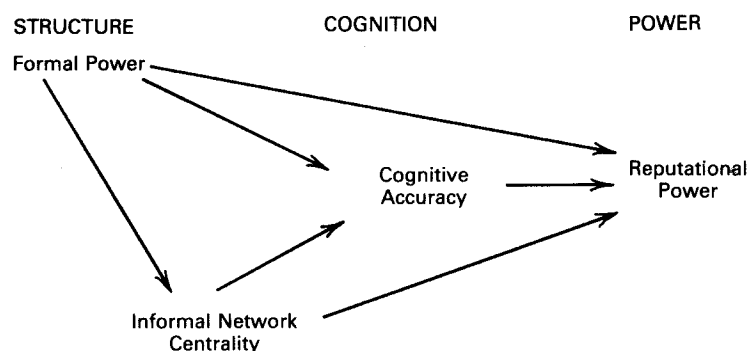 STRUCTURE
COGNITION
POWER
Formal Power
Cognitive
Accuracy
Reputational
Power
Informal Network
Centrality